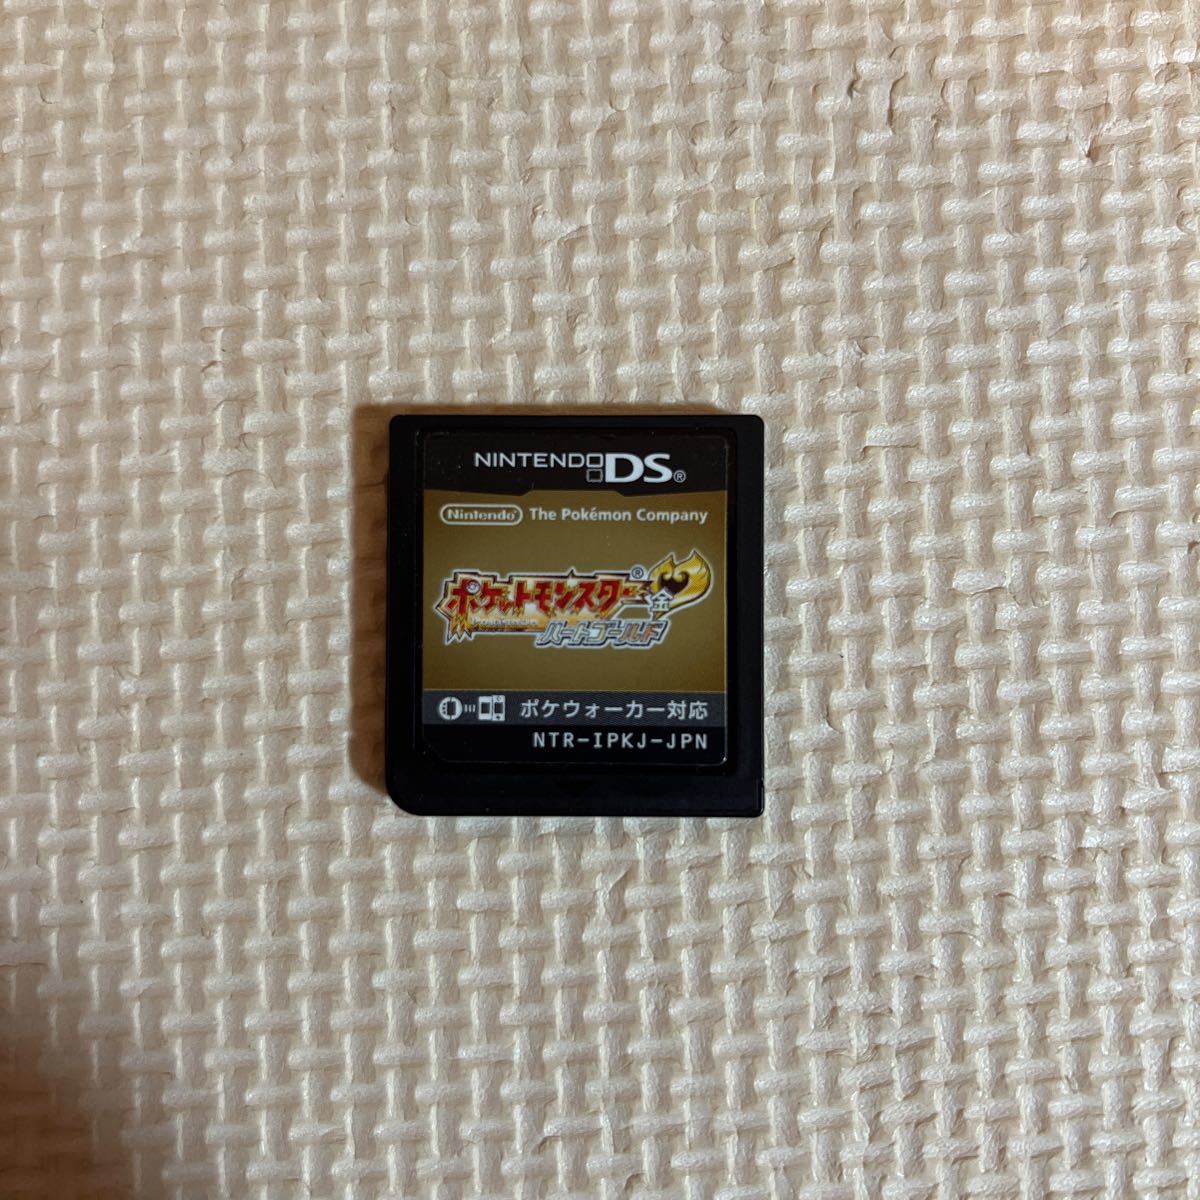 NINTENDO DS®
Nintendo® The Pokémon Company
ポケットモンスター®
金
ハートゴールド
ポケウォーカー対応
NTR-IPKJ-JPN